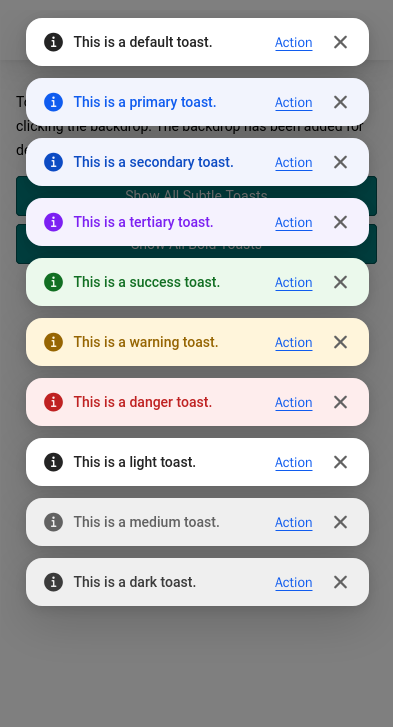 This is a default toast. Action
To
This is a primary toast. Action
clicking the backdrop. The backdrop has been added for
This is a secondary toast. Action
Show All Subtle Toasts
This is a tertiary toast. Action
Show All Bold Toasts
This is a success toast. Action
This is a warning toast. Action
This is a danger toast. Action
This is a light toast. Action
This is a medium toast. Action
This is a dark toast. Action